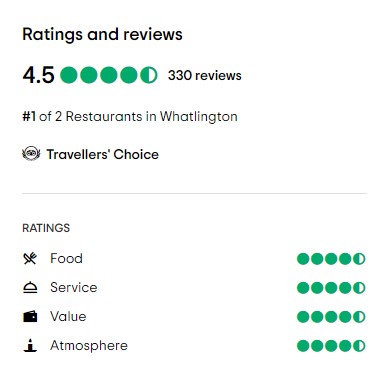 Ratings and reviews
4.5 330 reviews
#1 of 2 Restaurants in Whatlington
Travellers' Choice
RATINGS
Food
Service
Value
Atmosphere